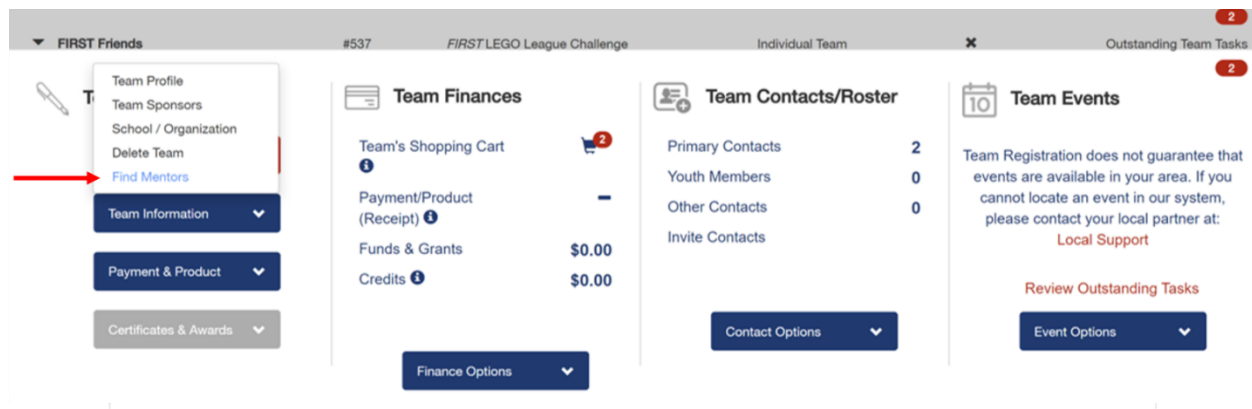 2
FIRST Friends #537 FIRST LEGO League Challenge Individual Team Outstanding Team Tasks
2
Team Profile
Team Sponsors
School / Organization
Delete Team
Find Mentors
Team Information
Payment & Product
Certificates & Awards
Team Finances
Team's Shopping Cart 2
Payment/Product
(Receipt)
Funds & Grants $0.00
Credits $0.00
Finance Options
Team Contacts/Roster
Primary Contacts 2
Youth Members 0
Other Contacts 0
Invite Contacts
Contact Options
10 Team Events
Team Registration does not guarantee that
events are available in your area. If you
cannot locate an event in our system,
please contact your local partner at:
Local Support
Review Outstanding Tasks
Event Options